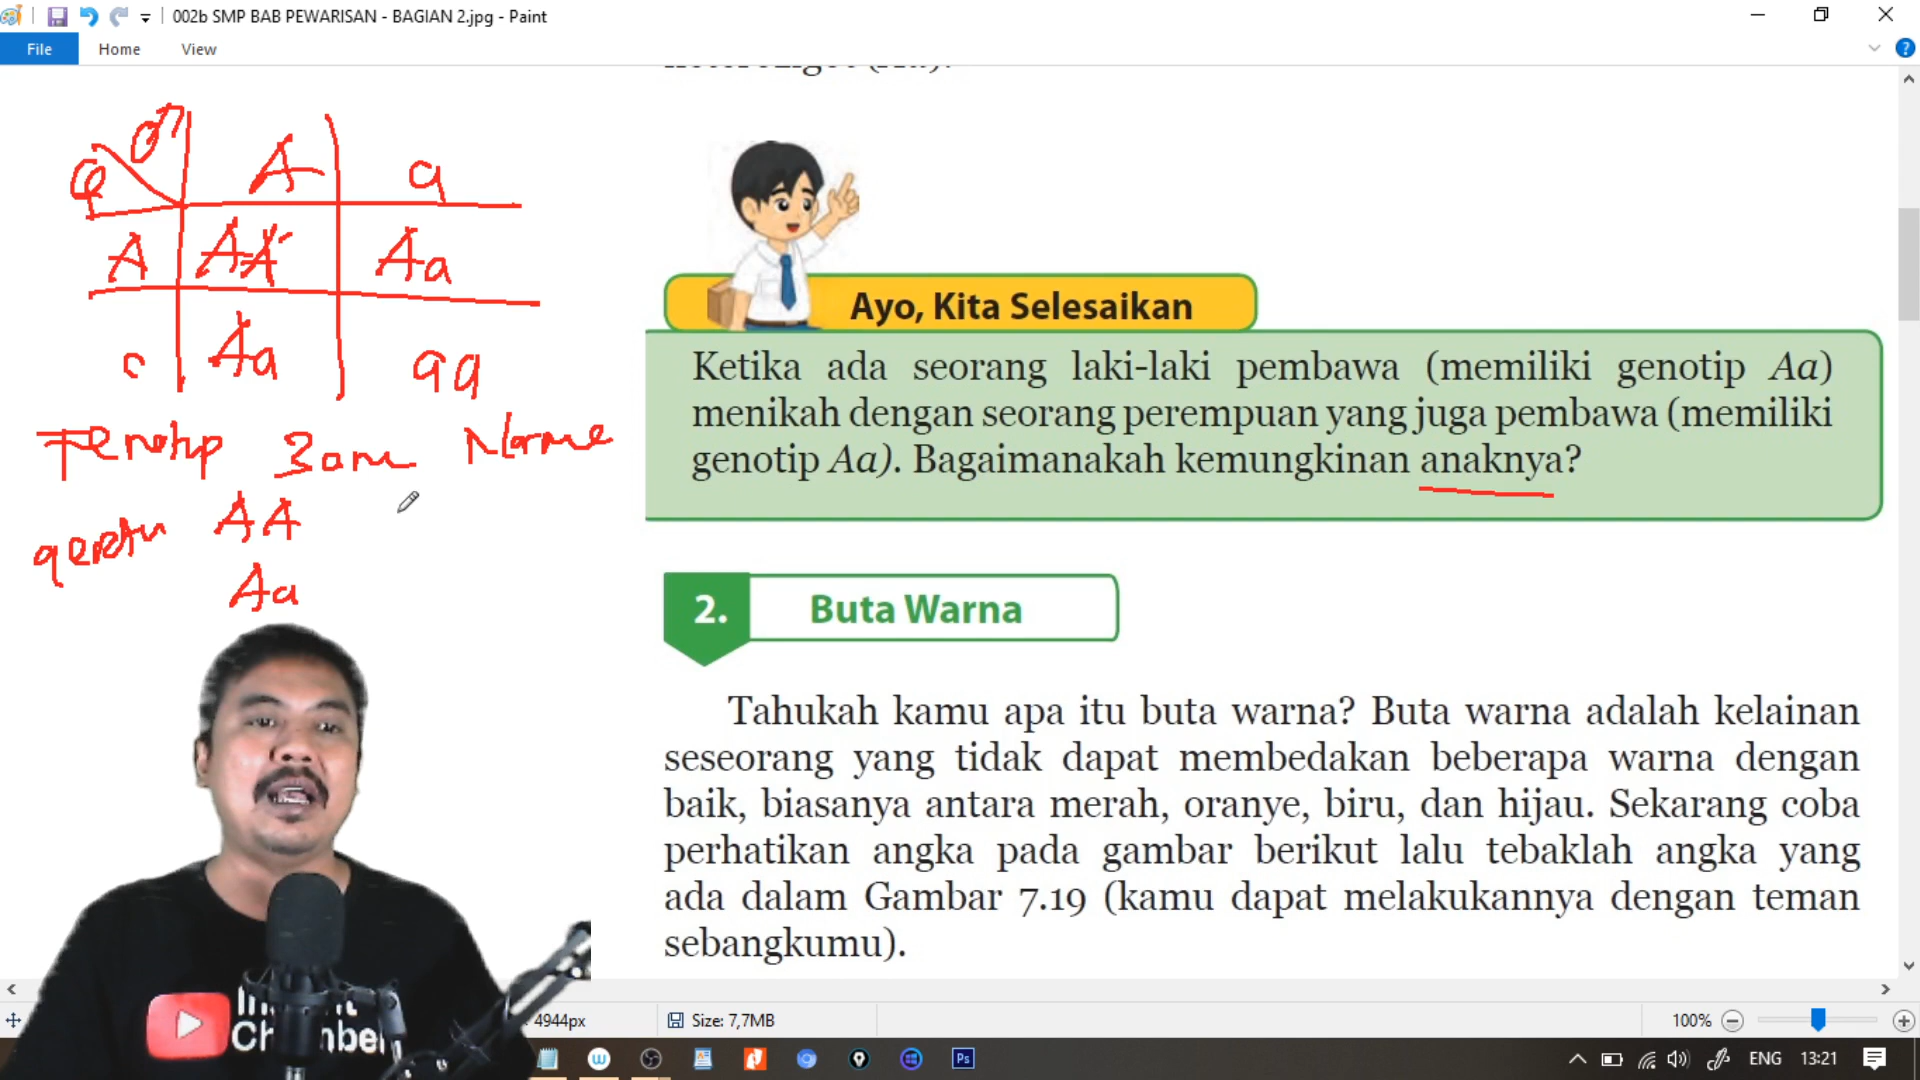 002b SMP BAB PEWARISAN - BAGIAN 2.jpg - Paint
File Home View
A a
A AA Aa
Aa aa
Fenotip 3 Norma
AA
Aa
Ayo, Kita Selesaikan
Ketika ada seorang laki-laki pembawa (memiliki genotip Aa)
menikah dengan seorang perempuan yang juga pembawa (memiliki
genotip Aa). Bagaimanakah kemungkinan anaknya?
2. Buta Warna
Tahukah kamu apa itu buta warna? Buta warna adalah kelainan
seseorang yang tidak dapat membedakan beberapa warna dengan
baik, biasanya antara merah, oranye, biru, dan hijau. Sekarang coba
perhatikan angka pada gambar berikut lalu tebaklah angka yang
ada dalam Gambar 7.19 (kamu dapat melakukannya dengan teman
sebangkumu).
4944px Size: 7,7MB 100%
ENG 13:21
Ps